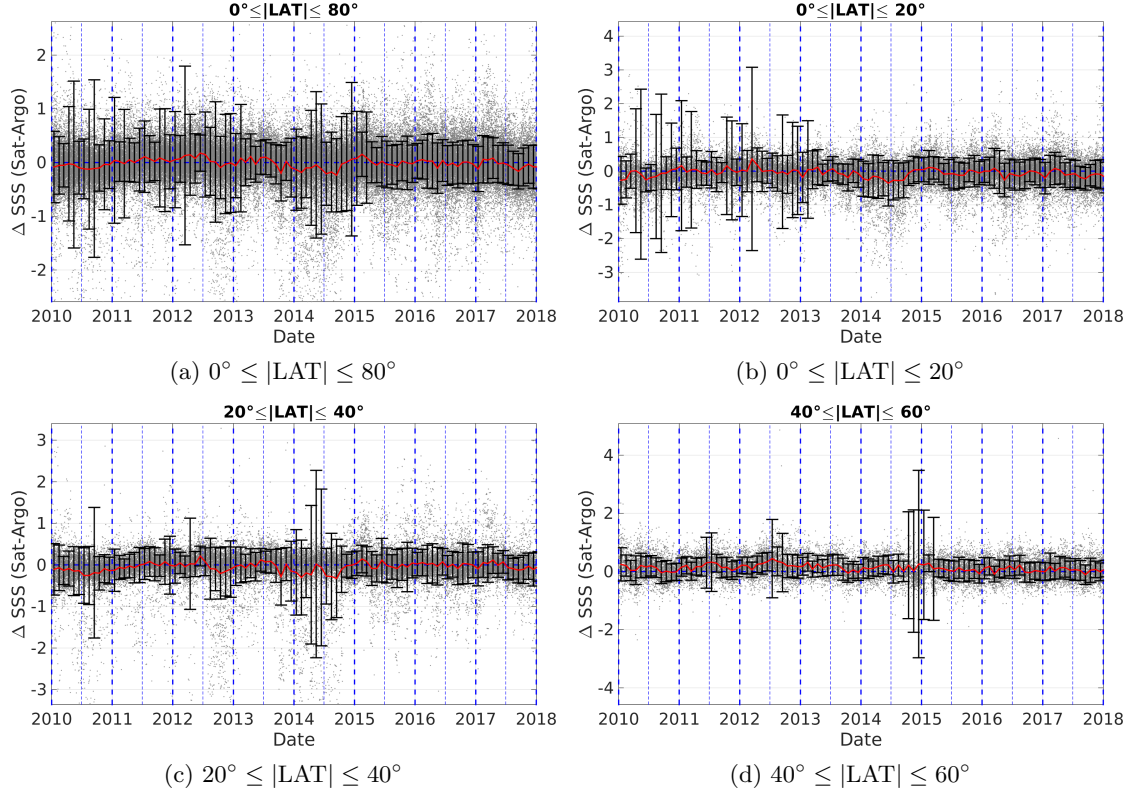 0°≤|LAT|≤ 80°
Δ SSS (Sat-Argo)
2
1
0
-1
-2
2010 2011 2012 2013 2014 2015 2016 2017 2018
Date
(a) 0° ≤ |LAT| ≤ 80°
0°≤|LAT|≤ 20°
Δ SSS (Sat-Argo)
4
3
2
1
0
-1
-2
-3
2010 2011 2012 2013 2014 2015 2016 2017 2018
Date
(b) 0° ≤ |LAT| ≤ 20°
20°≤|LAT|≤ 40°
Δ SSS (Sat-Argo)
3
2
1
0
-1
-2
-3
2010 2011 2012 2013 2014 2015 2016 2017 2018
Date
(c) 20° ≤ |LAT| ≤ 40°
40°≤|LAT|≤ 60°
Δ SSS (Sat-Argo)
4
2
0
-2
-4
2010 2011 2012 2013 2014 2015 2016 2017 2018
Date
(d) 40° ≤ |LAT| ≤ 60°